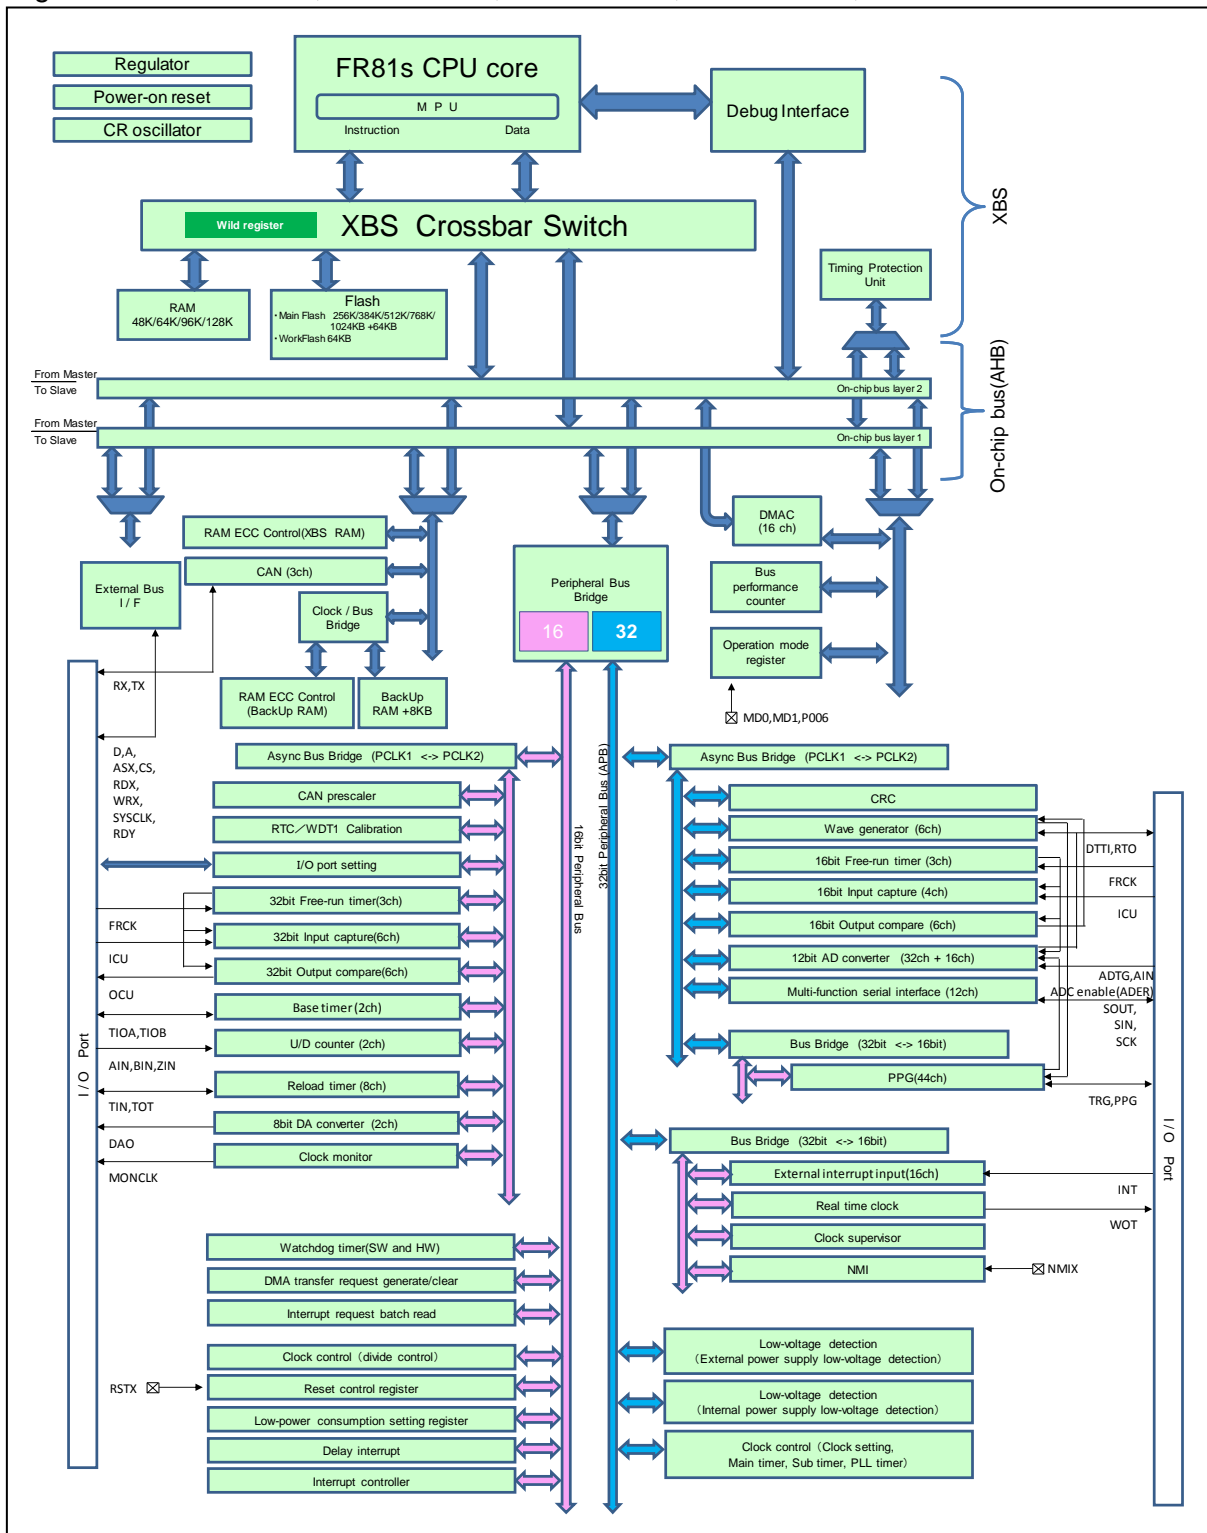 Regulator
Power-on reset
CR oscillator
FR81s CPU core
M P U
Instruction
Data
Debug Interface
XBS
Wild register
XBS Crossbar Switch
Timing Protection
Unit
RAM
48K/64K/96K/128K
Flash
・Main Flash 256K/384K/512K/768K/
1024KB +64KB
・WorkFlash 64KB
On-chip bus(AHB)
From Master
To Slave
On-chip bus layer 2
From Master
To Slave
On-chip bus layer 1
RAM ECC Control(XBS RAM)
CAN (3ch)
External Bus
I / F
Clock / Bus
Bridge
RAM ECC Control
(BackUp RAM)
BackUp
RAM +8KB
Peripheral Bus
Bridge
16
32
DMAC
(16 ch)
Bus
performance
counter
Operation mode
register
MD0,MD1,P006
RX,TX
D,A,
ASX,CS,
RDX,
WRX,
SYSCLK,
RDY
I / O Port
16bit Peripheral Bus
32bit Peripheral Bus (APB)
Async Bus Bridge (PCLK1 <-> PCLK2)
CAN prescaler
RTC／WDT1 Calibration
I/O port setting
32bit Free-run timer(3ch)
FRCK
32bit Input capture(6ch)
ICU
32bit Output compare(6ch)
OCU
Base timer (2ch)
TIOA,TIOB
U/D counter (2ch)
AIN,BIN,ZIN
Reload timer (8ch)
TIN,TOT
8bit DA converter (2ch)
DAO
Clock monitor
MONCLK
Watchdog timer(SW and HW)
DMA transfer request generate/clear
Interrupt request batch read
Clock control（divide control）
RSTX
Reset control register
Low-power consumption setting register
Delay interrupt
Interrupt controller
Async Bus Bridge (PCLK1 <-> PCLK2)
CRC
Wave generator (6ch)
DTTI,RTO
16bit Free-run timer (3ch)
FRCK
16bit Input capture (4ch)
ICU
16bit Output compare (6ch)
12bit AD converter (32ch + 16ch)
ADTG,AIN
ADC enable(ADER)
Multi-function serial interface (12ch)
SOUT,
SIN,
SCK
Bus Bridge (32bit <-> 16bit)
PPG(44ch)
TRG,PPG
I / O Port
Bus Bridge (32bit <-> 16bit)
External interrupt input(16ch)
INT
Real time clock
WOT
Clock supervisor
NMI
NMIX
Low-voltage detection
（External power supply low-voltage detection）
Low-voltage detection
（Internal power supply low-voltage detection）
Clock control（Clock setting,
Main timer, Sub timer, PLL timer）